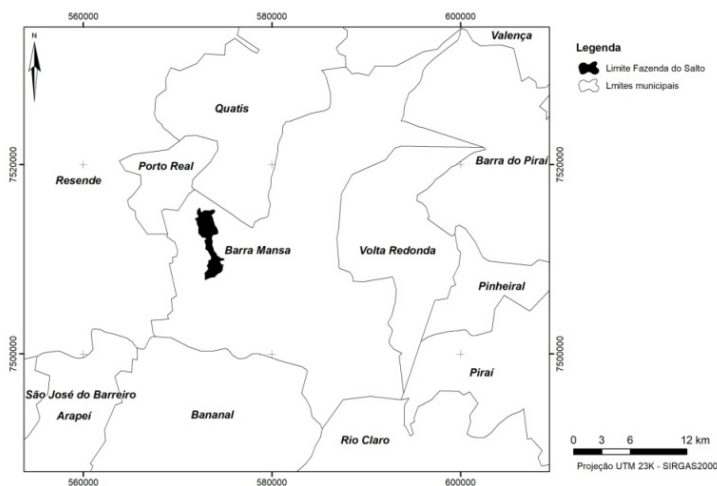 560000 580000 600000
N
Valença
Legenda
Limite Fazenda do Salto
Lmites municipais
Quatis
7520000
7520000
Porto Real
Barra do Piraí
Resende
Barra Mansa
Volta Redonda
Pinheiral
7500000
7500000
Piraí
São José do Barreiro
Arapeí
Bananal
Rio Claro
0 3 6 12 km
Projeção UTM 23K - SIRGAS2000
560000 580000 600000